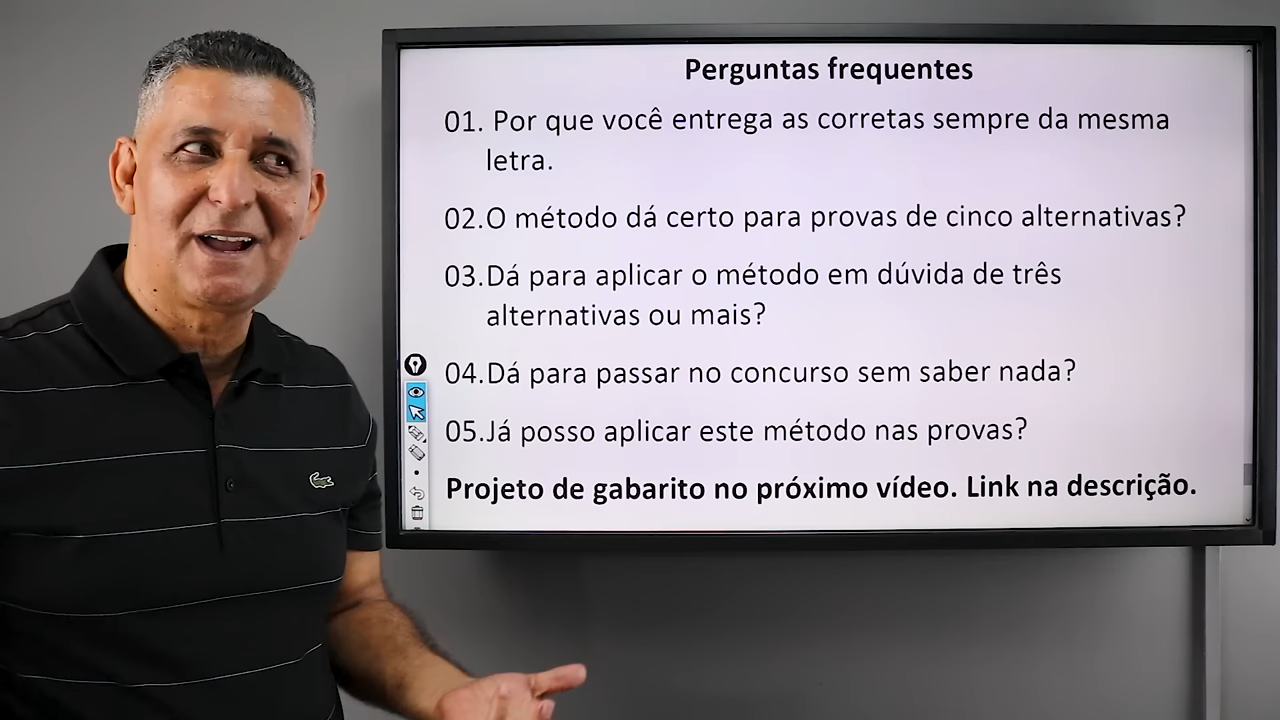 Perguntas frequentes
01. Por que você entrega as corretas sempre da mesma
letra.
02.O método dá certo para provas de cinco alternativas?
03.Dá para aplicar o método em dúvida de três
alternativas ou mais?
04.Dá para passar no concurso sem saber nada?
05.Já posso aplicar este método nas provas?
Projeto de gabarito no próximo vídeo. Link na descrição.